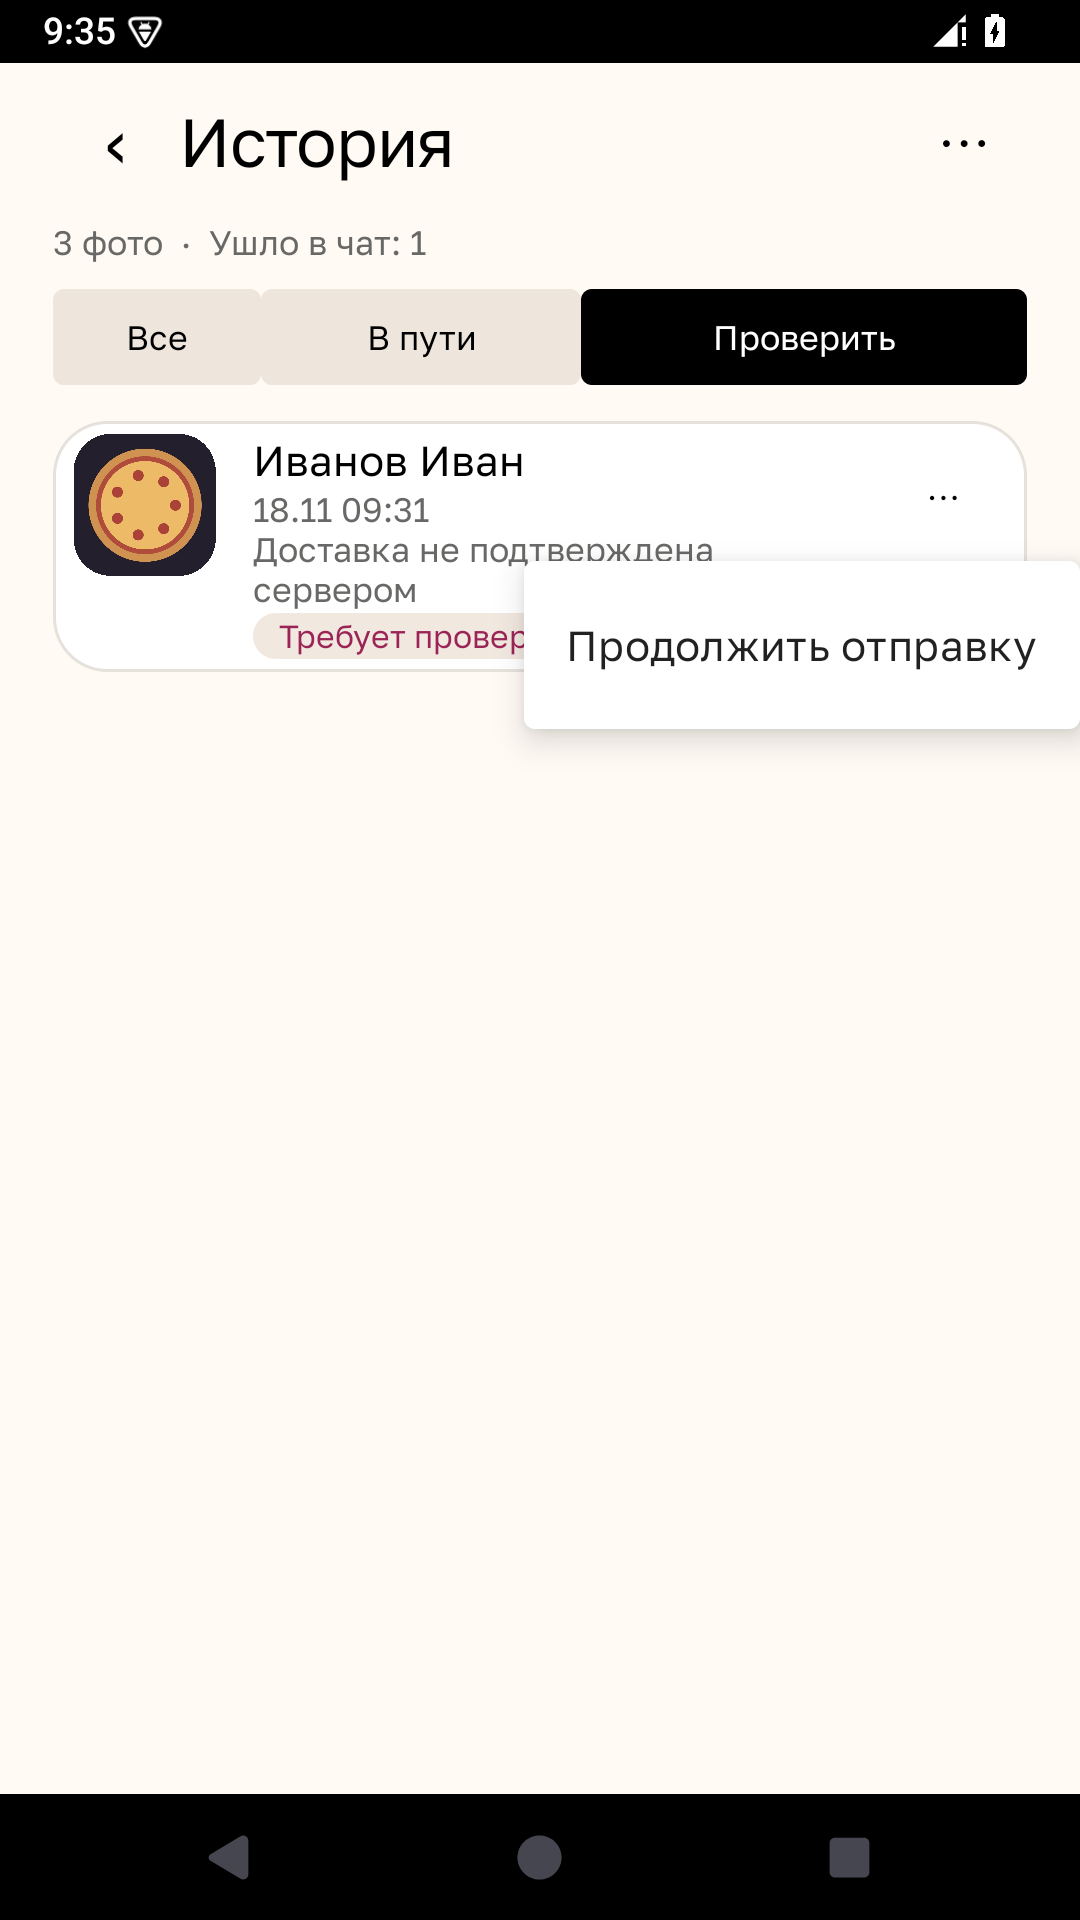 9:35
История
3 фото · Ушло в чат: 1
Все
В пути
Проверить
Иванов Иван
18.11 09:31
Доставка не подтверждена
сервером
Требует
Продолжить отправку